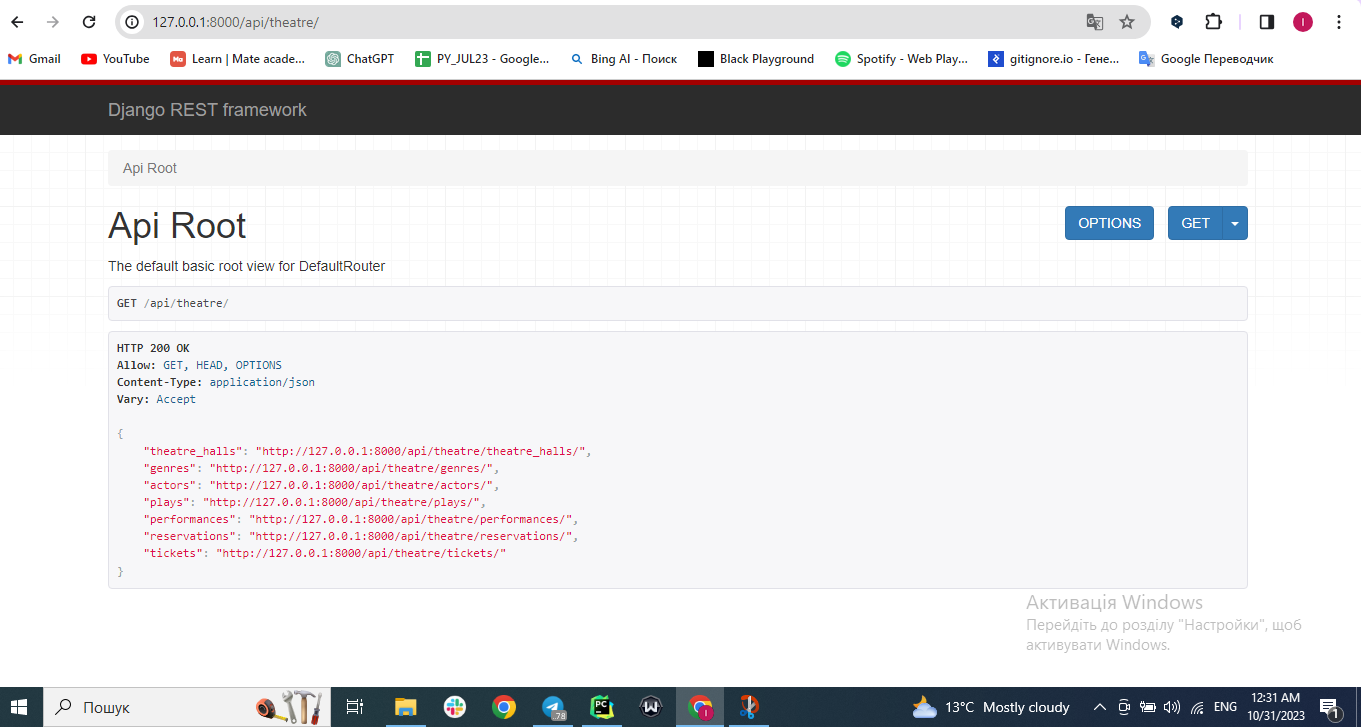 127.0.0.1:8000/api/theatre/
I
Gmail
YouTube
Mα Learn | Mate acade...
ChatGPT
PY_JUL23 - Google...
Bing AI - Поиск
Black Playground
Spotify - Web Play...
gitignore.io - Гене...
Google Переводчик
Django REST framework
Api Root
Api Root
OPTIONS
GET
The default basic root view for DefaultRouter
GET /api/theatre/
HTTP 200 OK
Allow: GET, HEAD, OPTIONS
Content-Type: application/json
Vary: Accept
{
    "theatre_halls": "http://127.0.0.1:8000/api/theatre/theatre_halls/",
    "genres": "http://127.0.0.1:8000/api/theatre/genres/",
    "actors": "http://127.0.0.1:8000/api/theatre/actors/",
    "plays": "http://127.0.0.1:8000/api/theatre/plays/",
    "performances": "http://127.0.0.1:8000/api/theatre/performances/",
    "reservations": "http://127.0.0.1:8000/api/theatre/reservations/",
    "tickets": "http://127.0.0.1:8000/api/theatre/tickets/"
}
Активація Windows
Перейдіть до розділу "Настройки", щоб
активувати Windows.
Пошук
78
PC
I
13°C Mostly cloudy
ENG
12:31 AM
10/31/2023
1